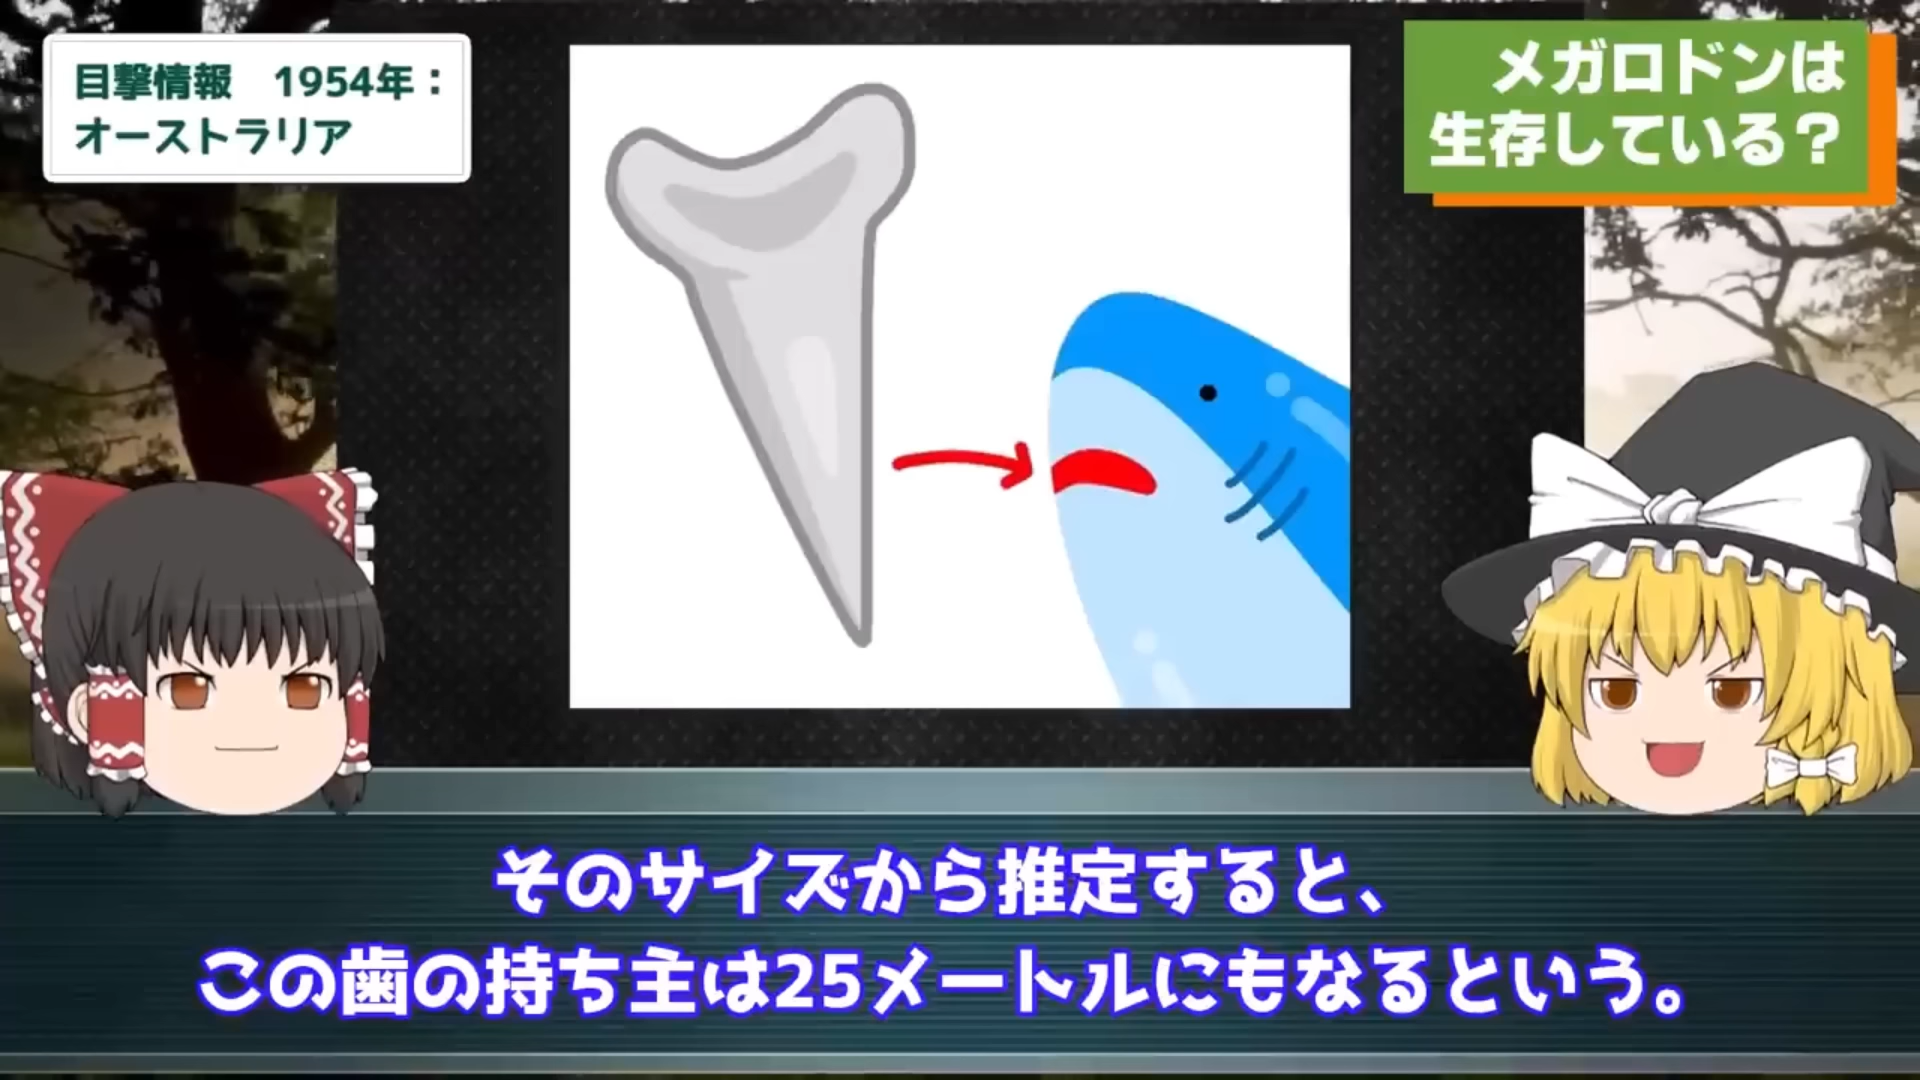 目撃情報　1954年：
オーストラリア
メガロドンは
生存している？
そのサイズから推定すると、
この歯の持ち主は25メートルにもなるという。